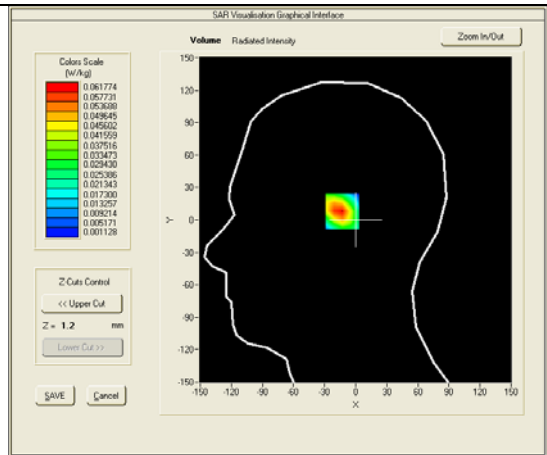 SAR Visualisation Graphical Interface
Volume Radiated Intensity
Zoom In/Out
Colors Scale
(W/kg)
0.061774
0.057731
0.053688
0.049645
0.045602
0.041559
0.037516
0.033473
0.029430
0.025386
0.021343
0.017300
0.013257
0.009214
0.005171
0.001128
Z-Cuts Control
<< Upper Cut
Z = 1.2 mm
Lower Cut >>
SAVE Cancel
150
120
90
60
30
0
-30
-60
-90
-120
-150
Y
-150 -120 -90 -60 -30 0 30 60 90 120 150
X